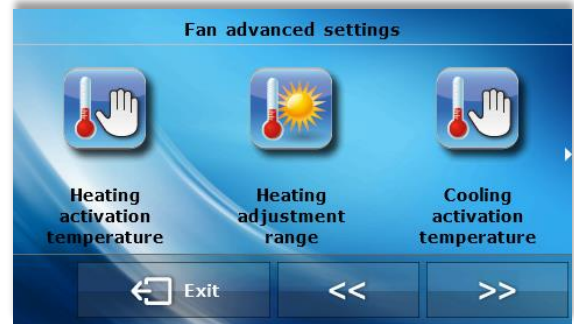 Fan advanced settings
Heating
activation
temperature
Heating
adjustment
range
Cooling
activation
temperature
Exit
<<
>>